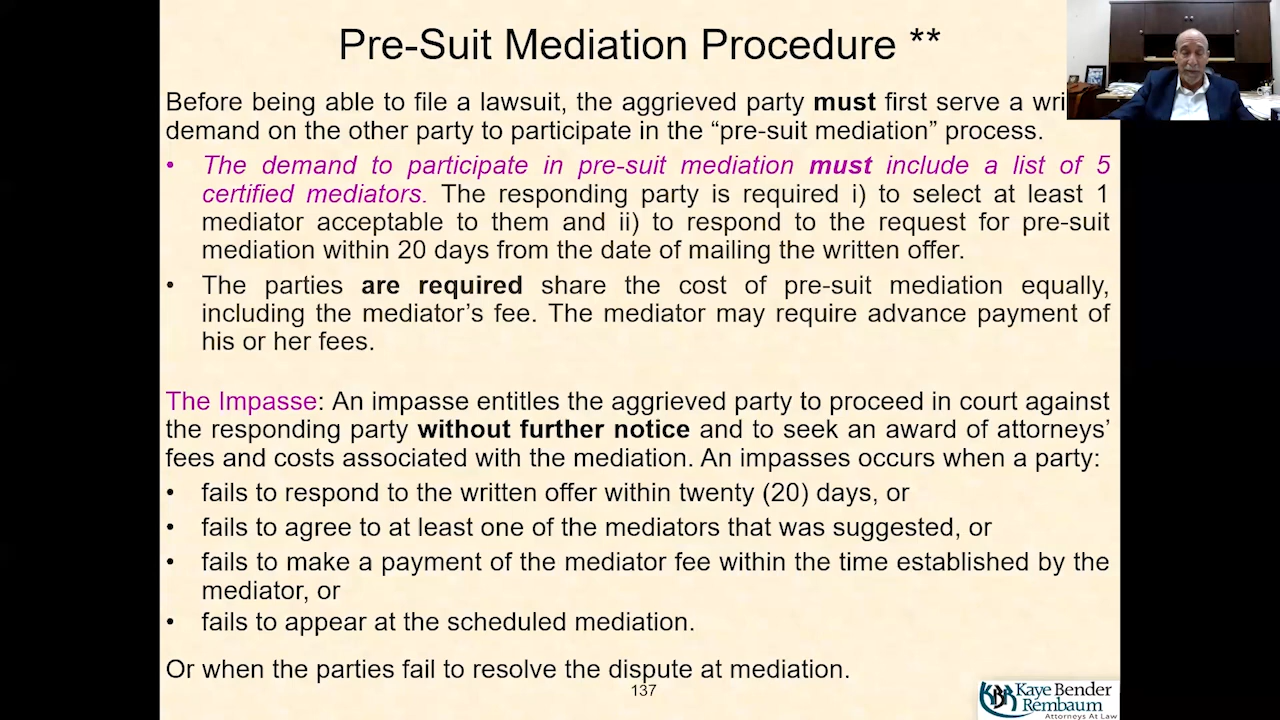 Pre-Suit Mediation Procedure **
Before being able to file a lawsuit, the aggrieved party must first serve a
demand on the other party to participate in the “pre-suit mediation” process.
• The demand to participate in pre-suit mediation must include a list of 5
certified mediators. The responding party is required i) to select at least 1
mediator acceptable to them and ii) to respond to the request for pre-suit
mediation within 20 days from the date of mailing the written offer.
• The parties are required share the cost of pre-suit mediation equally,
including the mediator’s fee. The mediator may require advance payment of
his or her fees.
The Impasse: An impasse entitles the aggrieved party to proceed in court against
the responding party without further notice and to seek an award of attorneys’
fees and costs associated with the mediation. An impasses occurs when a party:
• fails to respond to the written offer within twenty (20) days, or
• fails to agree to at least one of the mediators that was suggested, or
• fails to make a payment of the mediator fee within the time established by the
mediator, or
• fails to appear at the scheduled mediation.
Or when the parties fail to resolve the dispute at mediation.
137
KBR Kaye Bender
Rembaum
Attorneys At Law